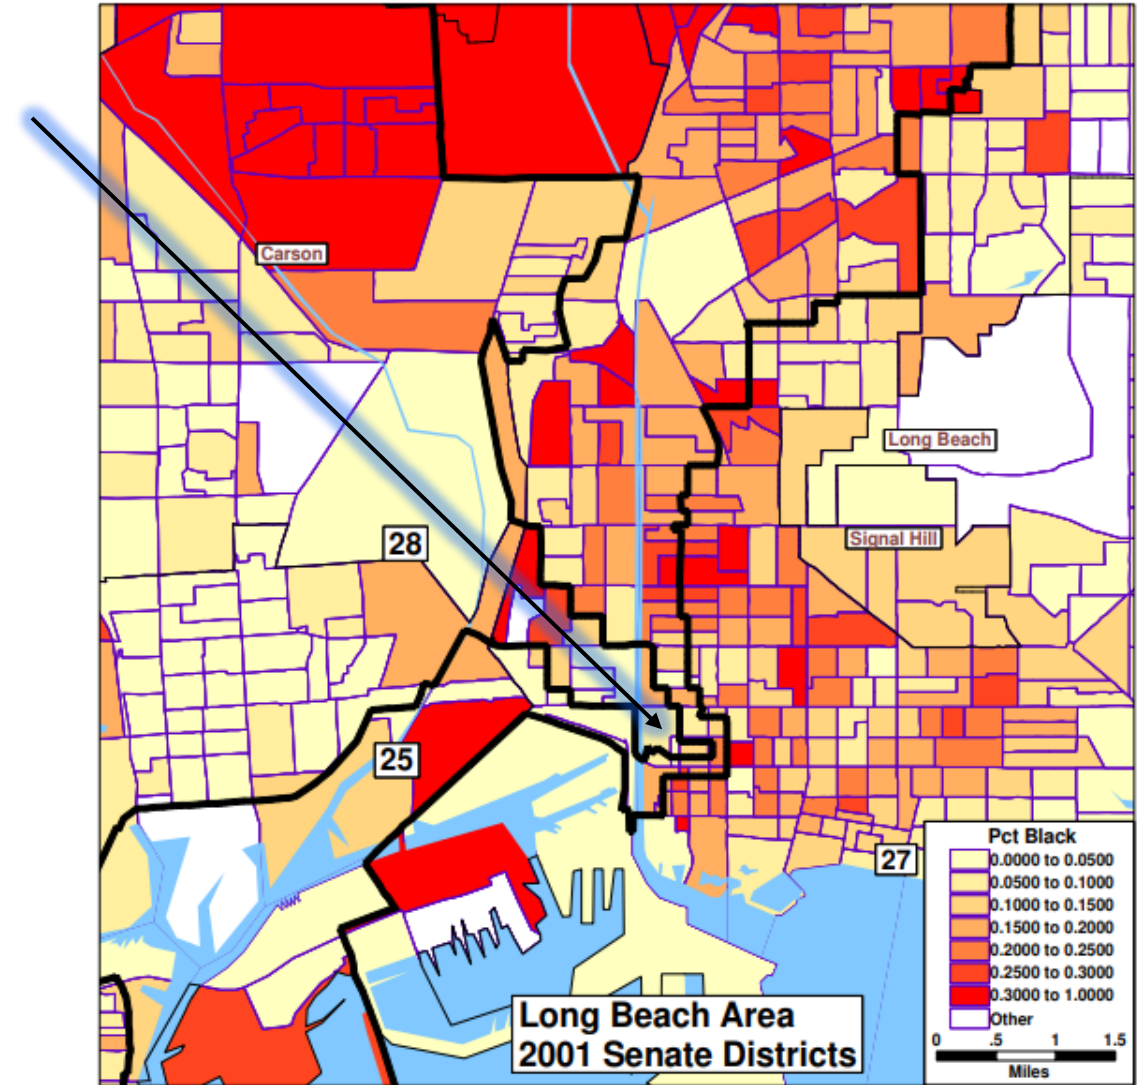 Carson
Long Beach
Signal Hill
28
25
27
Pct Black
0.0000 to 0.0500
0.0500 to 0.1000
0.1000 to 0.1500
0.1500 to 0.2000
0.2000 to 0.2500
0.2500 to 0.3000
0.3000 to 1.0000
Other
0 .5 1 1.5
Miles
Long Beach Area
2001 Senate Districts